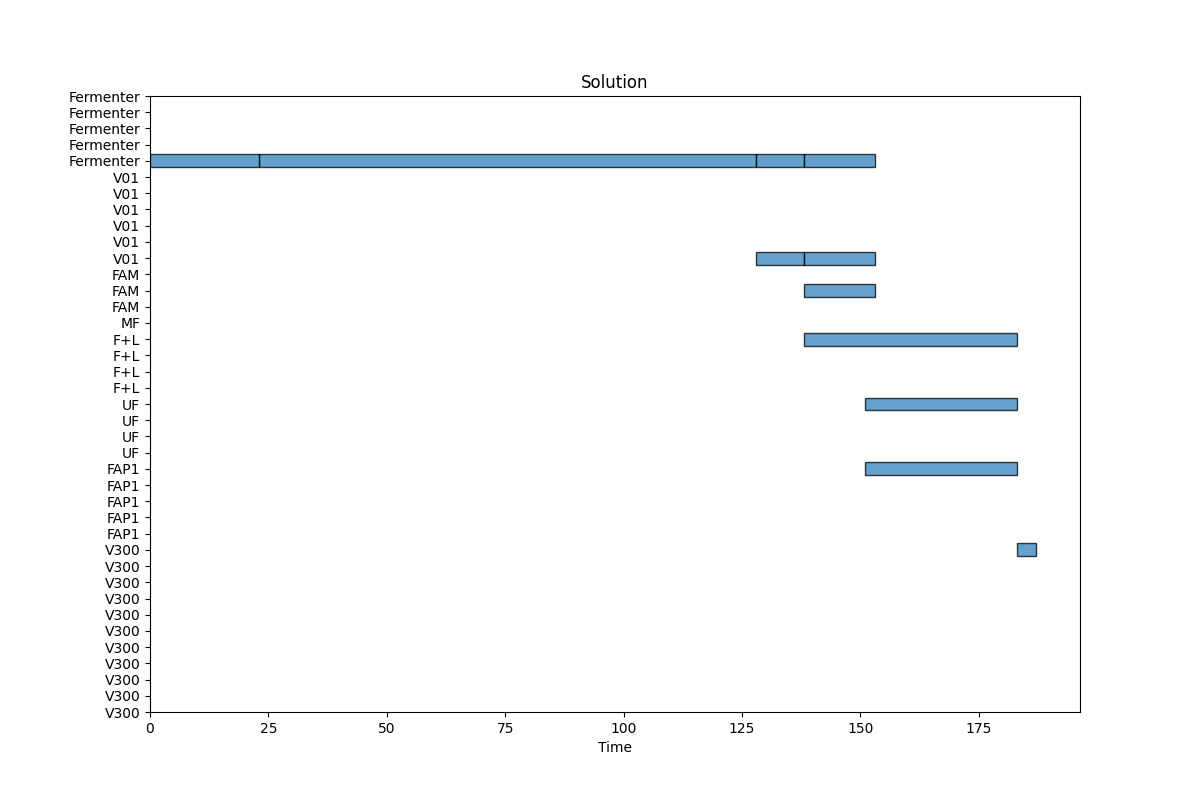 Solution
Fermenter
Fermenter
Fermenter
Fermenter
Fermenter
V01
V01
V01
V01
V01
V01
FAM
FAM
FAM
MF
F+L
F+L
F+L
F+L
UF
UF
UF
UF
FAP1
FAP1
FAP1
FAP1
FAP1
V300
V300
V300
V300
V300
V300
V300
V300
V300
V300
V300
0 25 50 75 100 125 150 175
Time